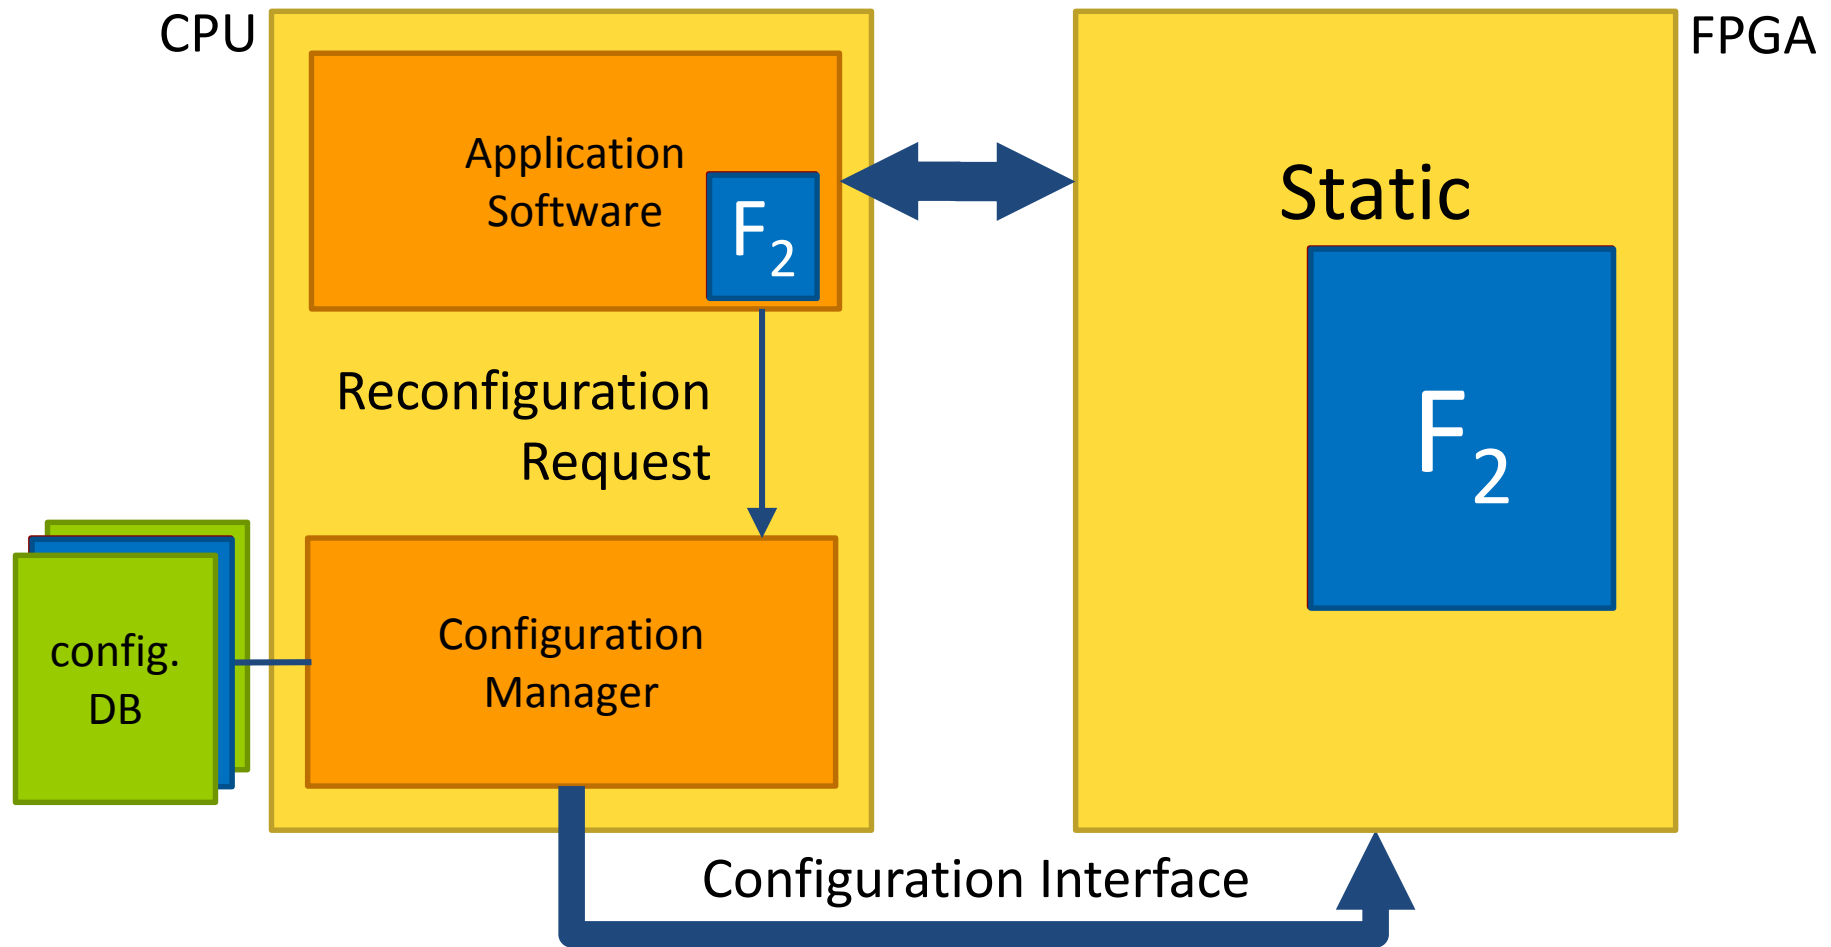 CPU
FPGA
Application
Software
F₂
Static
F₂
Reconfiguration
Request
config.
DB
Configuration
Manager
Configuration Interface